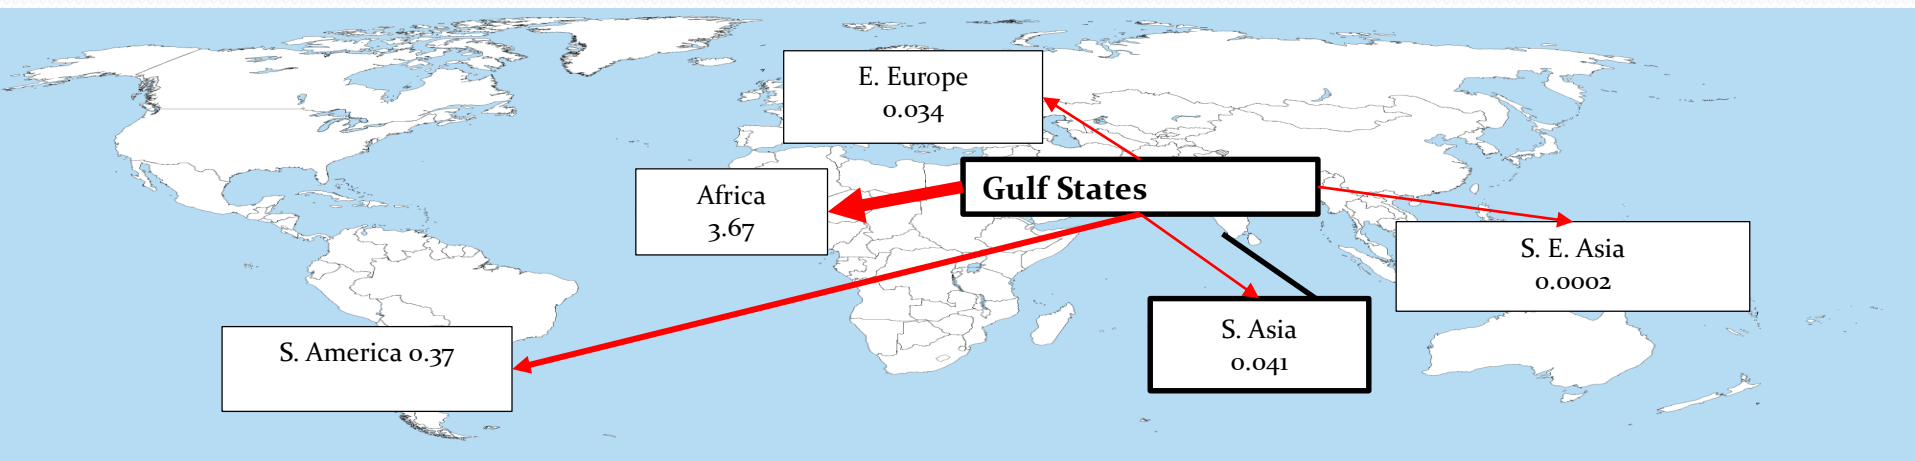 E. Europe
0.034
Gulf States
Africa
3.67
S. E. Asia
0.0002
S. Asia
0.041
S. America 0.37